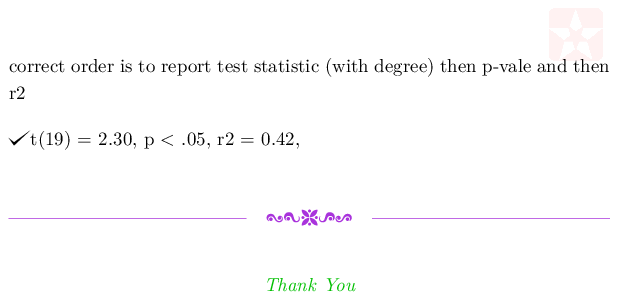 correct order is to report test statistic (with degree) then p-vale and then
r2
✓t(19) = 2.30, p < .05, r2 = 0.42,
Thank You